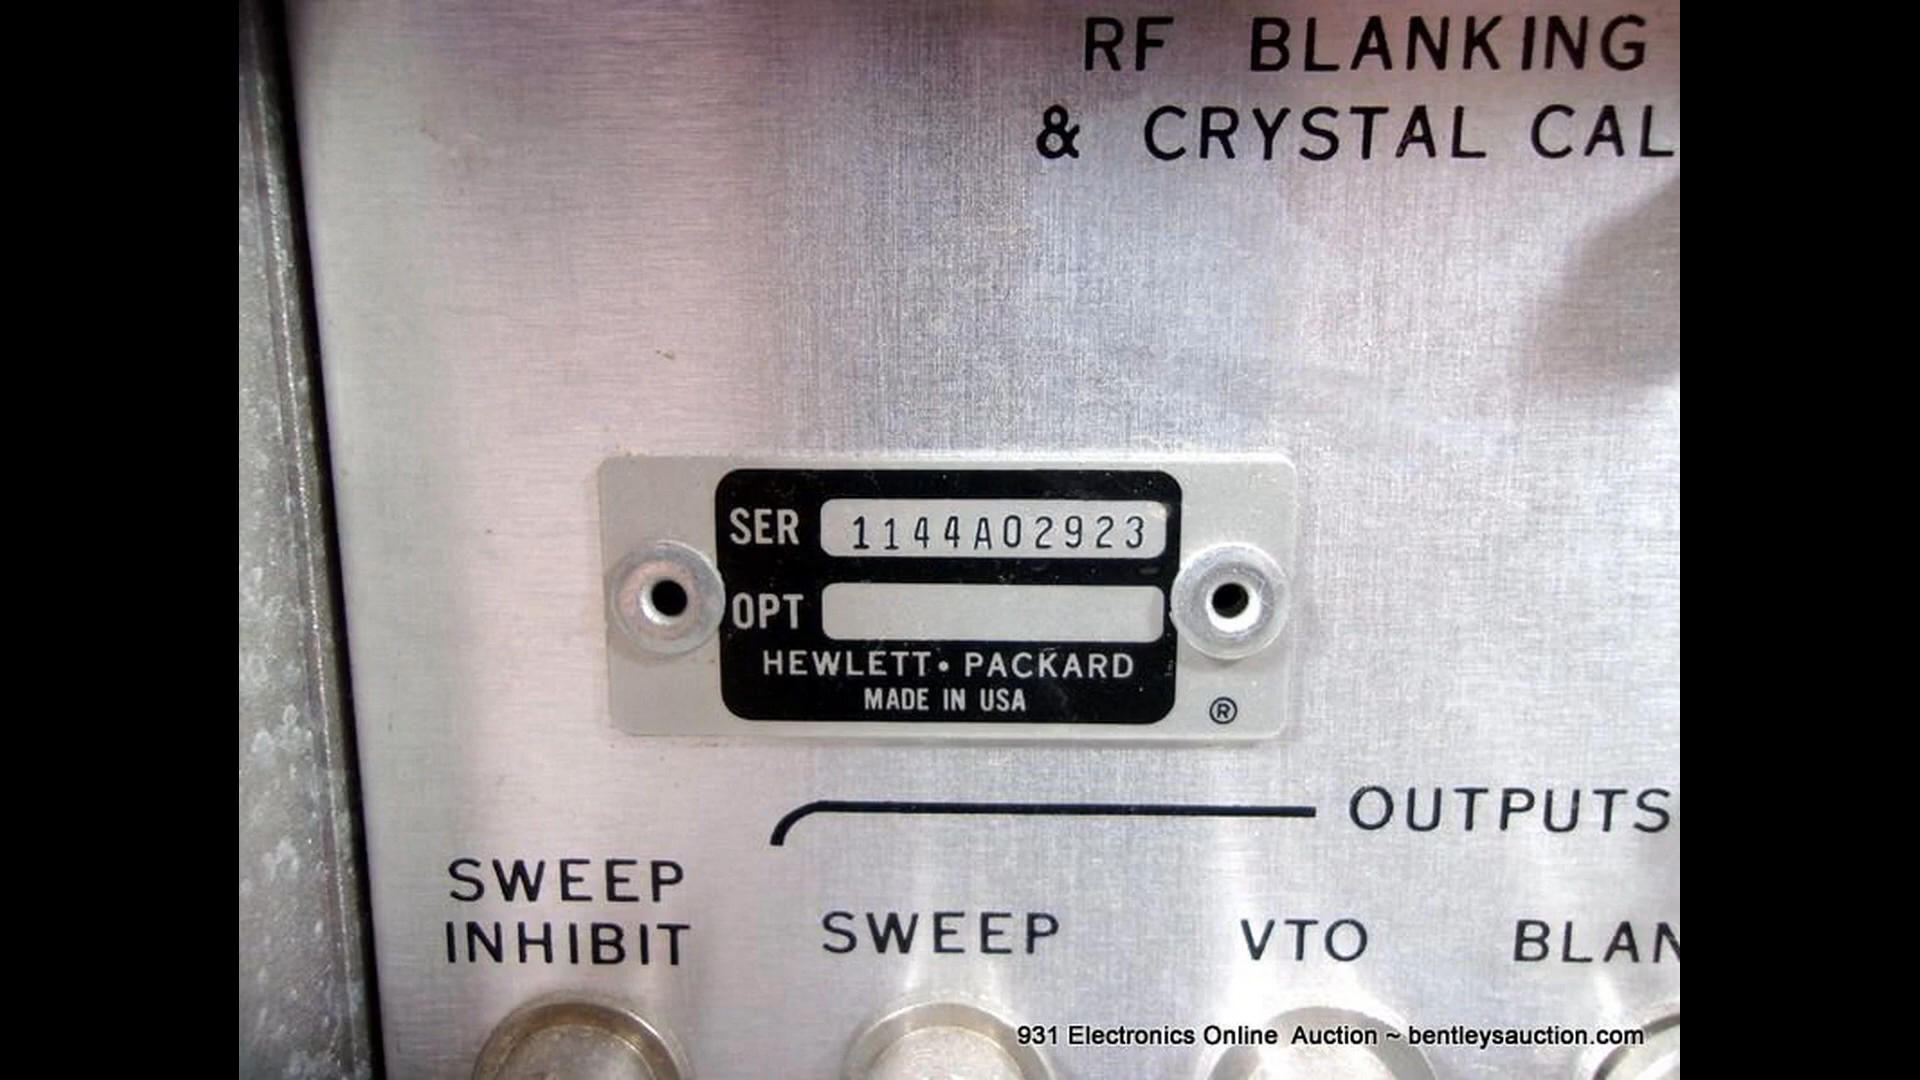 RF BLANKING
& CRYSTAL CAL
SER 1144A02923
OPT
HEWLETT • PACKARD
MADE IN USA
®
OUTPUTS
SWEEP
INHIBIT
SWEEP
VTO
BLAN
931 Electronics Online Auction ~ bentleysauction.com